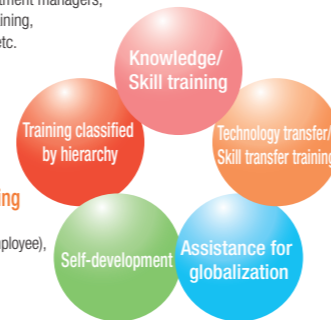 tment managers,
ining,
etc.
Knowledge/
Skill training
Training classified
by hierarchy
Technology transfer/
Skill transfer training
ing
ployee),
Self-development
Assistance for
globalization